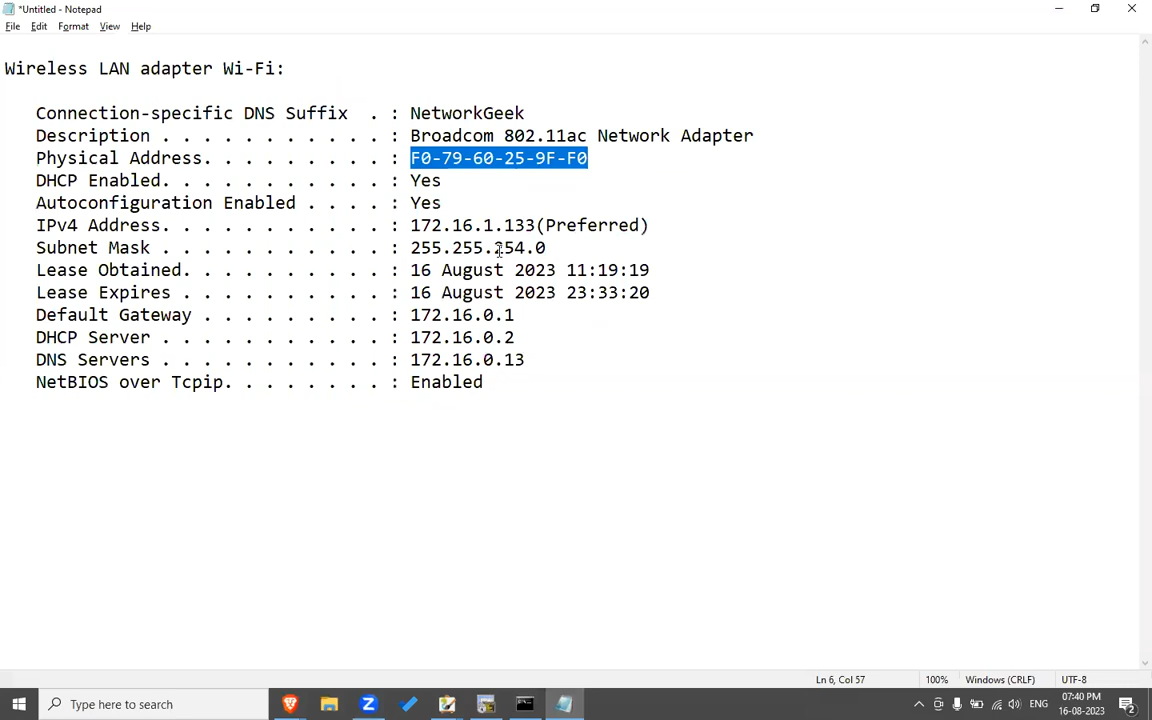 *Untitled - Notepad
File Edit Format View Help
Wireless LAN adapter Wi-Fi:
Connection-specific DNS Suffix . : NetworkGeek
Description . . . . . . . . . . . : Broadcom 802.11ac Network Adapter
Physical Address. . . . . . . . . : F0-79-60-25-9F-F0
DHCP Enabled. . . . . . . . . . . : Yes
Autoconfiguration Enabled . . . . : Yes
IPv4 Address. . . . . . . . . . . : 172.16.1.133(Preferred)
Subnet Mask . . . . . . . . . . . : 255.255.254.0
Lease Obtained. . . . . . . . . . : 16 August 2023 11:19:19
Lease Expires . . . . . . . . . . : 16 August 2023 23:33:20
Default Gateway . . . . . . . . . : 172.16.0.1
DHCP Server . . . . . . . . . . . : 172.16.0.2
DNS Servers . . . . . . . . . . . : 172.16.0.13
NetBIOS over Tcpip. . . . . . . . : Enabled
Ln 6, Col 57 100% Windows (CRLF) UTF-8
Type here to search
ENG
07:40 PM
16-08-2023
2